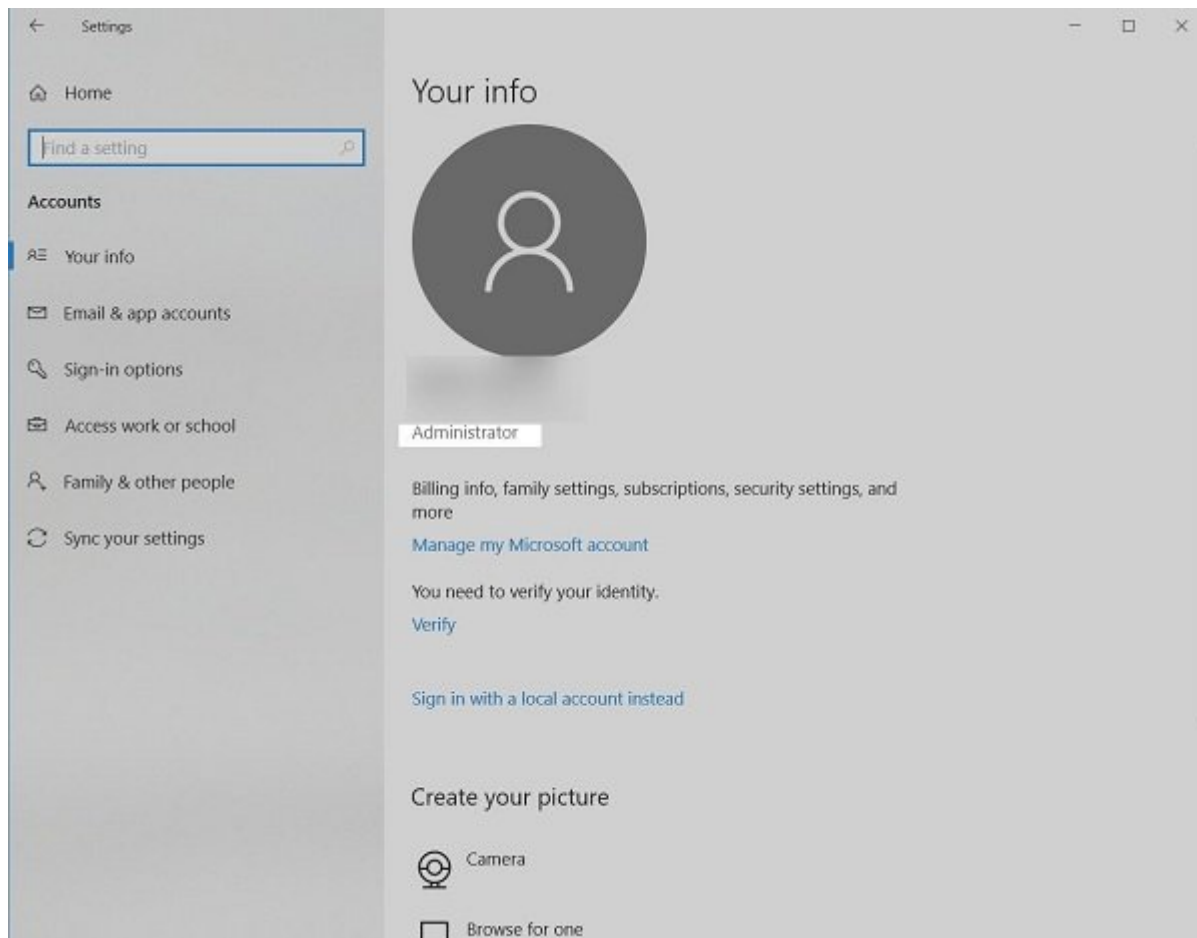 Settings
Home
Find a setting
Accounts
Your info
Email & app accounts
Sign-in options
Access work or school
Family & other people
Sync your settings
Your info
Administrator
Billing info, family settings, subscriptions, security settings, and
more
Manage my Microsoft account
You need to verify your identity.
Verify
Sign in with a local account instead
Create your picture
Camera
Browse for one